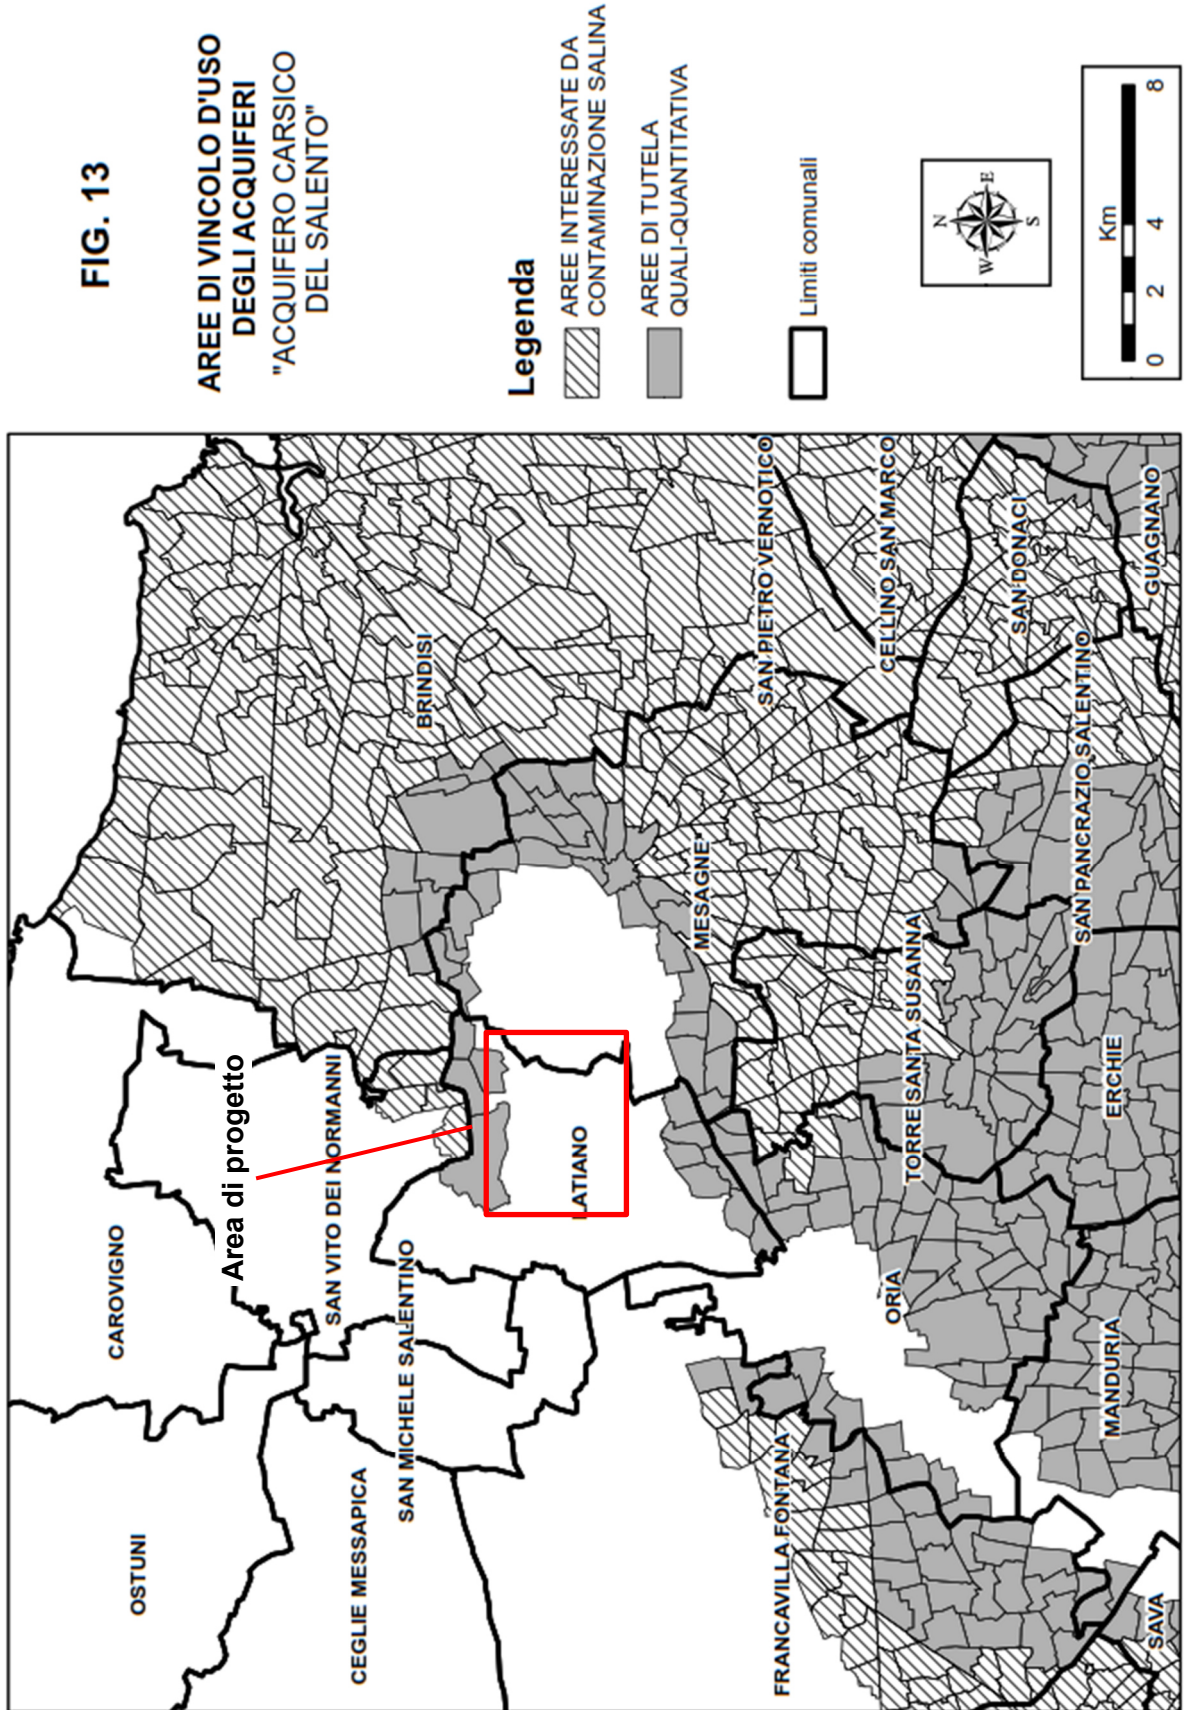 FIG. 13
AREE DI VINCOLO D'USO
DEGLI ACQUIFERI
"ACQUIFERO CARSICO
DEL SALENTO"
Legenda
AREE INTERESSATE DA
CONTAMINAZIONE SALINA
AREE DI TUTELA
QUALI-QUANTITATIVA
Limiti comunali
N
W
E
S
Km
0
2
4
8
OSTUNI
CAROVIGNO
Area di progetto
SAN VITO DEI NORMANNI
CEGLIE MESSAPICA
SAN MICHELE SALENTINO
BRINDISI
LATIANO
MESAGNE
SAN PIETRO VERNOTICO
FRANCAVILLA FONTANA
CELLINO SAN MARCO
ORIA
TORRE SANTA SUSANNA
SAN DONACI
SAN PANCRAZIO SALENTINO
MANDURIA
ERCHIE
GUAGNANO
SAVA